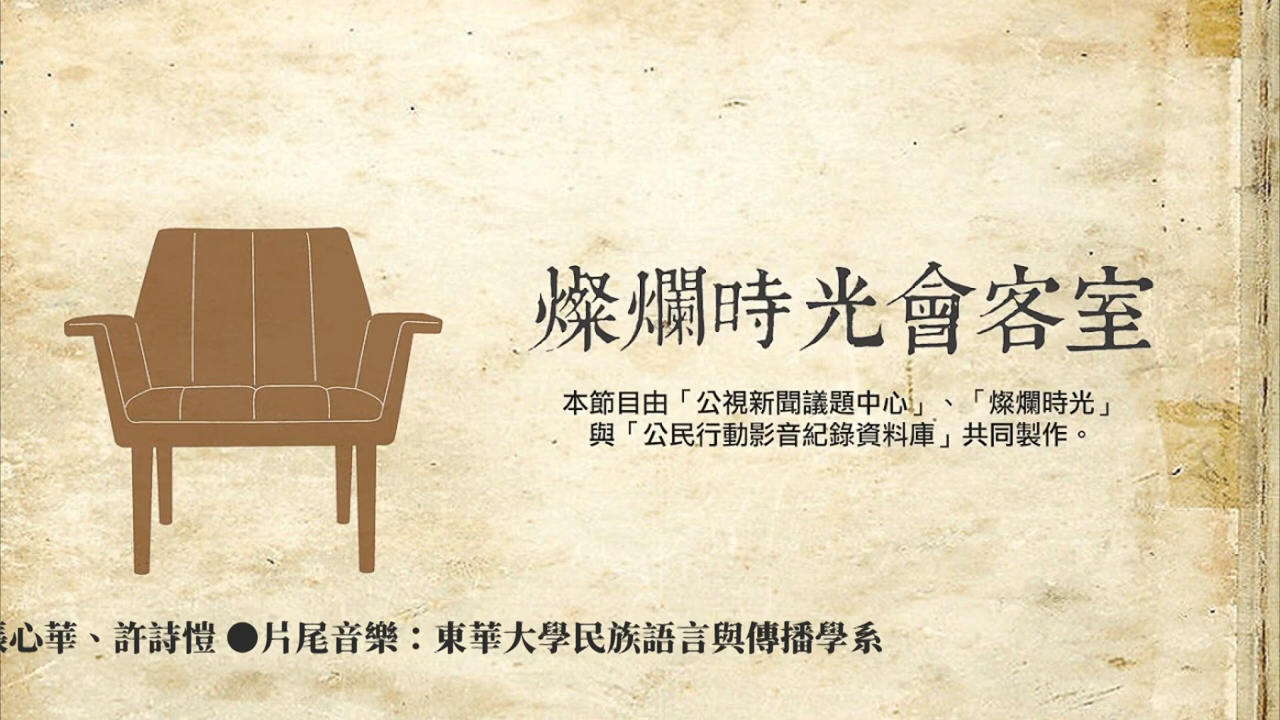 燦爛時光會客室
本節目由「公視新聞議題中心」、「燦爛時光」
與「公民行動影音紀錄資料庫」共同製作。
心華、許詩愷 ●片尾音樂：東華大學民族語言與傳播學系